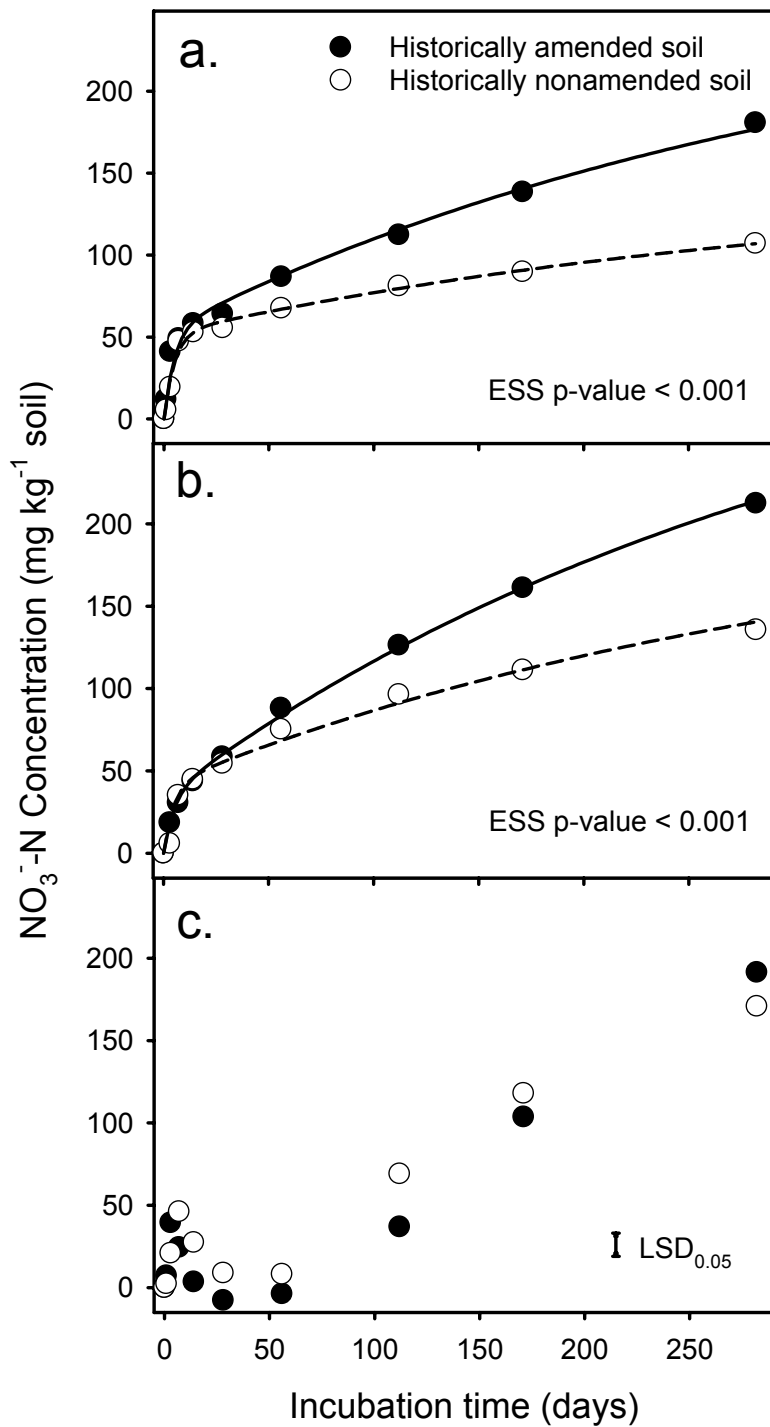 a.
Historically amended soil
Historically nonamended soil
200
150
100
50
0
ESS p-value < 0.001
b.
200
150
100
50
0
ESS p-value < 0.001
c.
200
150
100
50
0
LSD0.05
0 50 100 150 200 250
NO3⁻-N Concentration (mg kg⁻¹ soil)
Incubation time (days)